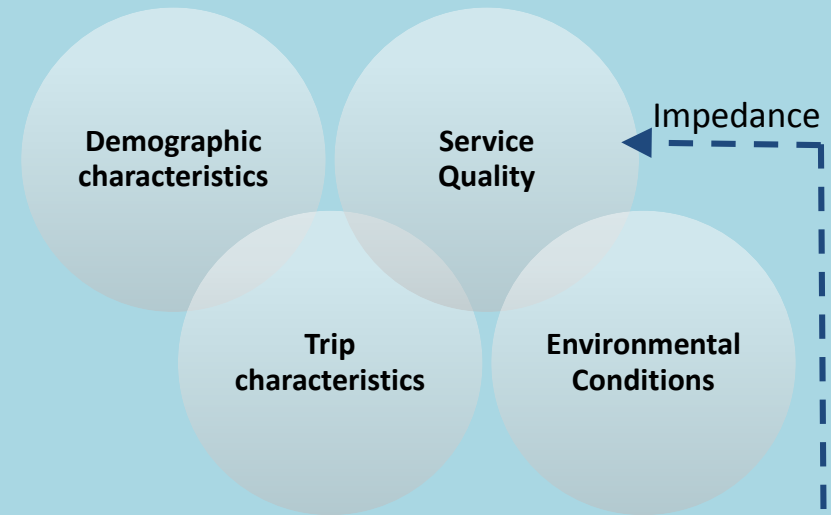 Demographic
characteristics
Service
Quality
Impedance
Trip
characteristics
Environmental
Conditions